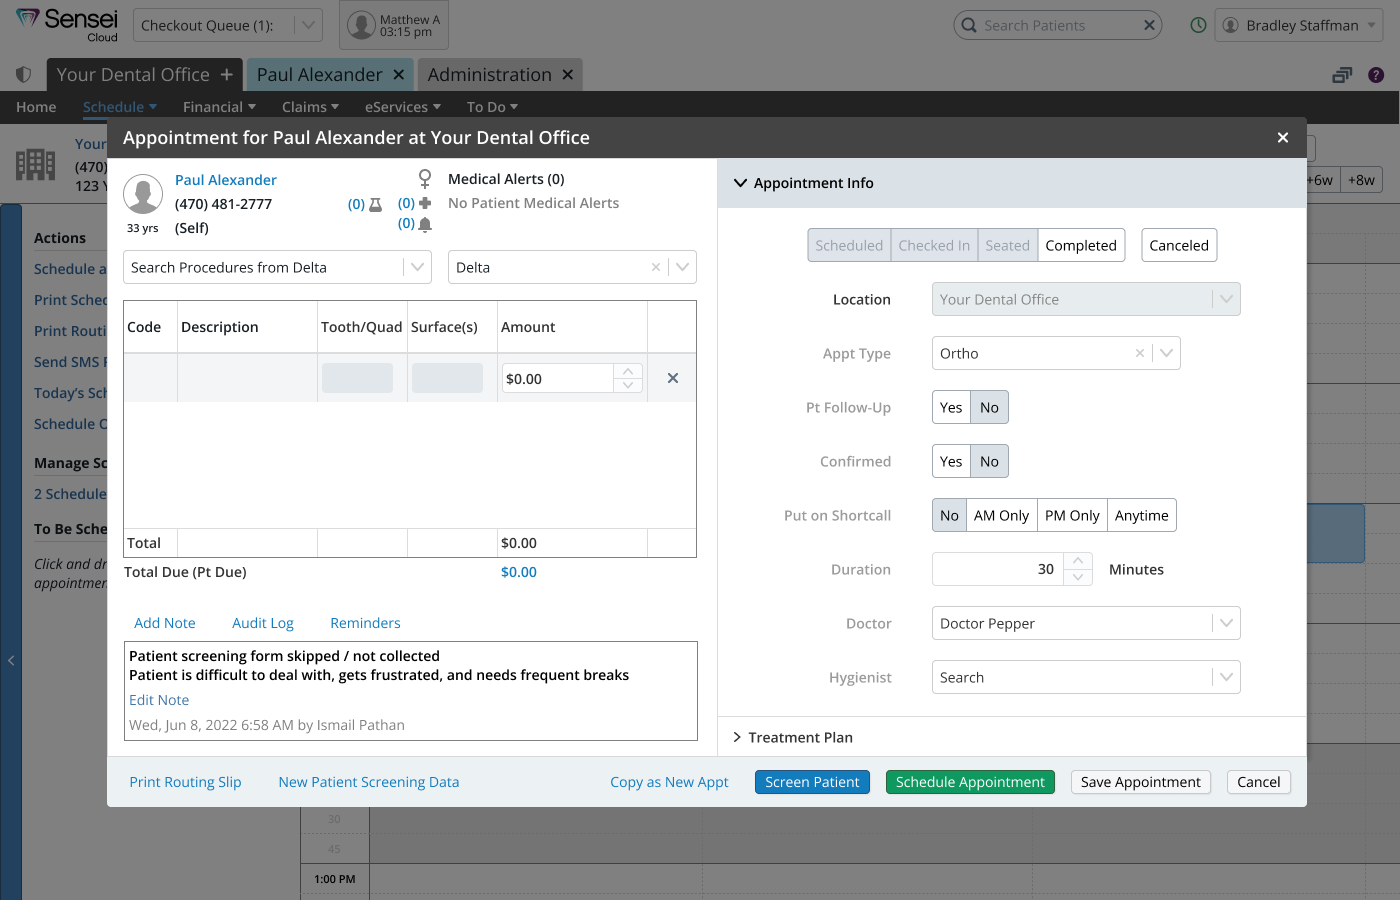 Sensei
Cloud
Checkout Queue (1):
Matthew A
03:15 pm
Search Patients
Bradley Staffman
Your Dental Office
Paul Alexander
Administration
Home
Schedule
Financial
Claims
eServices
To Do
Appointment for Paul Alexander at Your Dental Office
Your
(470)
123 Y
+6w
+8w
Paul Alexander
(470) 481-2777
33 yrs
(Self)
(0)
(0)
(0)
Medical Alerts (0)
No Patient Medical Alerts
Search Procedures from Delta
Delta
Code
Description
Tooth/Quad
Surface(s)
Amount
$0.00
Total
$0.00
Total Due (Pt Due)
$0.00
Add Note
Audit Log
Reminders
Patient screening form skipped / not collected
Patient is difficult to deal with, gets frustrated, and needs frequent breaks
Edit Note
Wed, Jun 8, 2022 6:58 AM by Ismail Pathan
Appointment Info
Scheduled
Checked In
Seated
Completed
Canceled
Location
Your Dental Office
Appt Type
Ortho
Pt Follow-Up
Yes
No
Confirmed
Yes
No
Put on Shortcall
No
AM Only
PM Only
Anytime
Duration
30
Minutes
Doctor
Doctor Pepper
Hygienist
Search
Treatment Plan
Print Routing Slip
New Patient Screening Data
Copy as New Appt
Screen Patient
Schedule Appointment
Save Appointment
Cancel
Actions
Schedule a
Print Sched
Print Routi
Send SMS
Today's Sch
Schedule C
Manage Sc
2 Schedule
To Be Sche
Click and dr
appointmen
30
45
1:00 PM